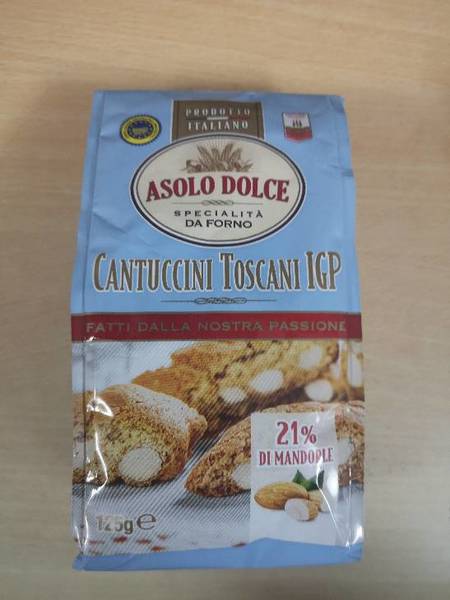 PRODOTTO
ITALIANO
ASOLO DOLCE
SPECIALITÀ
DA FORNO
CANTUCCINI TOSCANI IGP
FATTI DALLA NOSTRA PASSIONE
21%
DI MANDORLE
125g ℮